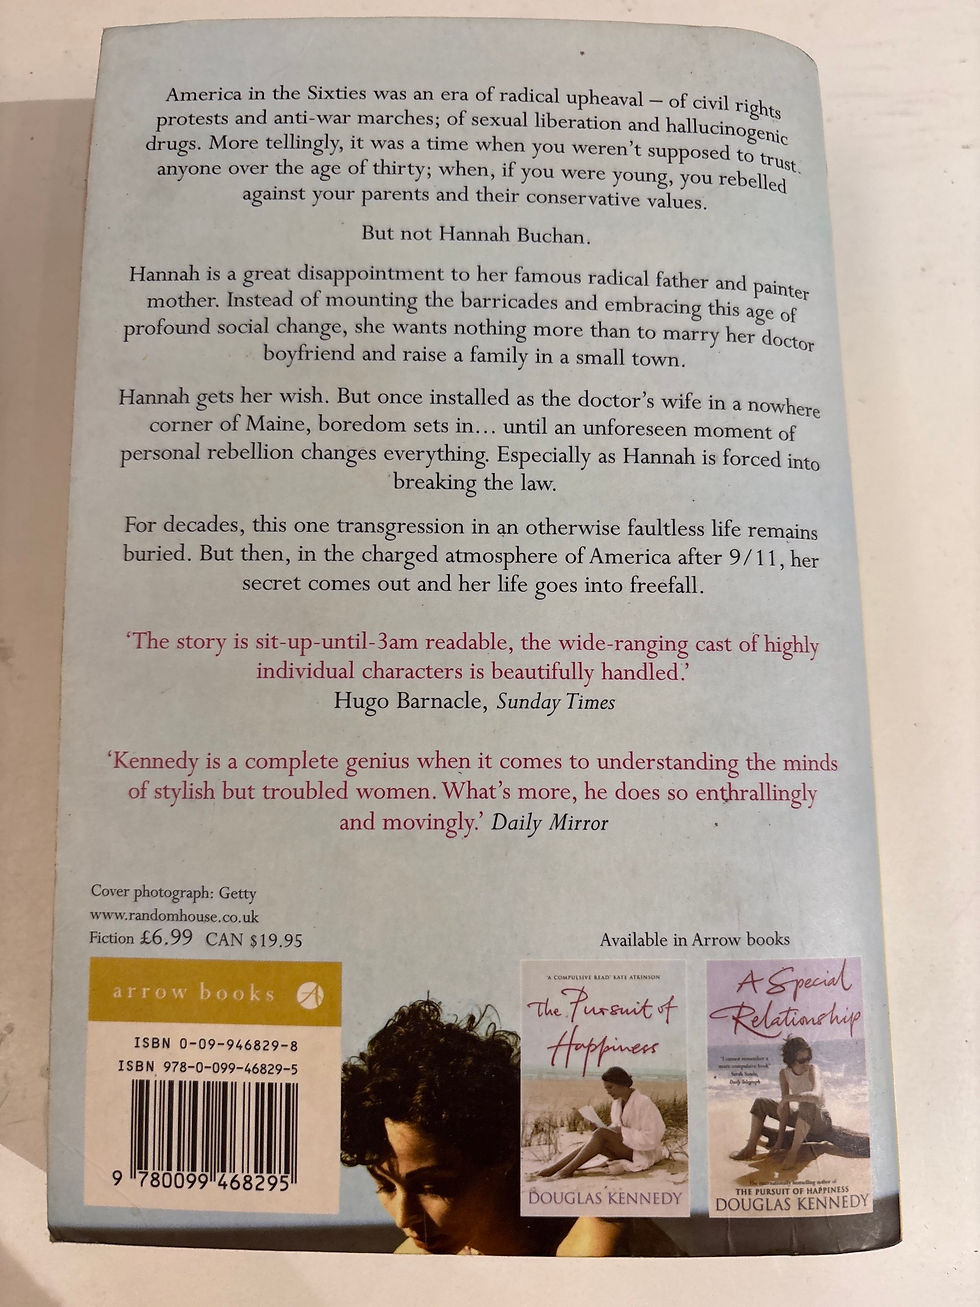 America in the Sixties was an era of radical upheaval – of civil rights
protests and anti-war marches; of sexual liberation and hallucinogenic
drugs. More tellingly, it was a time when you weren't supposed to trust
anyone over the age of thirty; when, if you were young, you rebelled
against your parents and their conservative values.
But not Hannah Buchan.
Hannah is a great disappointment to her famous radical father and painter
mother. Instead of mounting the barricades and embracing this age of
profound social change, she wants nothing more than to marry her doctor
boyfriend and raise a family in a small town.
Hannah gets her wish. But once installed as the doctor's wife in a nowhere
corner of Maine, boredom sets in... until an unforeseen moment of
personal rebellion changes everything. Especially as Hannah is forced into
breaking the law.
For decades, this one transgression in an otherwise faultless life remains
buried. But then, in the charged atmosphere of America after 9/11, her
secret comes out and her life goes into freefall.
'The story is sit-up-until-3am readable, the wide-ranging cast of highly
individual characters is beautifully handled.'
Hugo Barnacle, Sunday Times
'Kennedy is a complete genius when it comes to understanding the minds
of stylish but troubled women. What's more, he does so enthrallingly
and movingly.' Daily Mirror
Cover photograph: Getty
www.randomhouse.co.uk
Fiction £6.99 CAN $19.95
arrow books A
ISBN 0-09-946829-8
ISBN 978-0-099-46829-5
9 780099 468295
Available in Arrow books
'A COMPULSIVE READ' KATE ATKINSON
The Pursuit of
Happiness
DOUGLAS KENNEDY
A Special
Relationship
'I cannot remember a
more compulsive book'
Daily Telegraph
The internationally bestselling author of
THE PURSUIT OF HAPPINESS
DOUGLAS KENNEDY